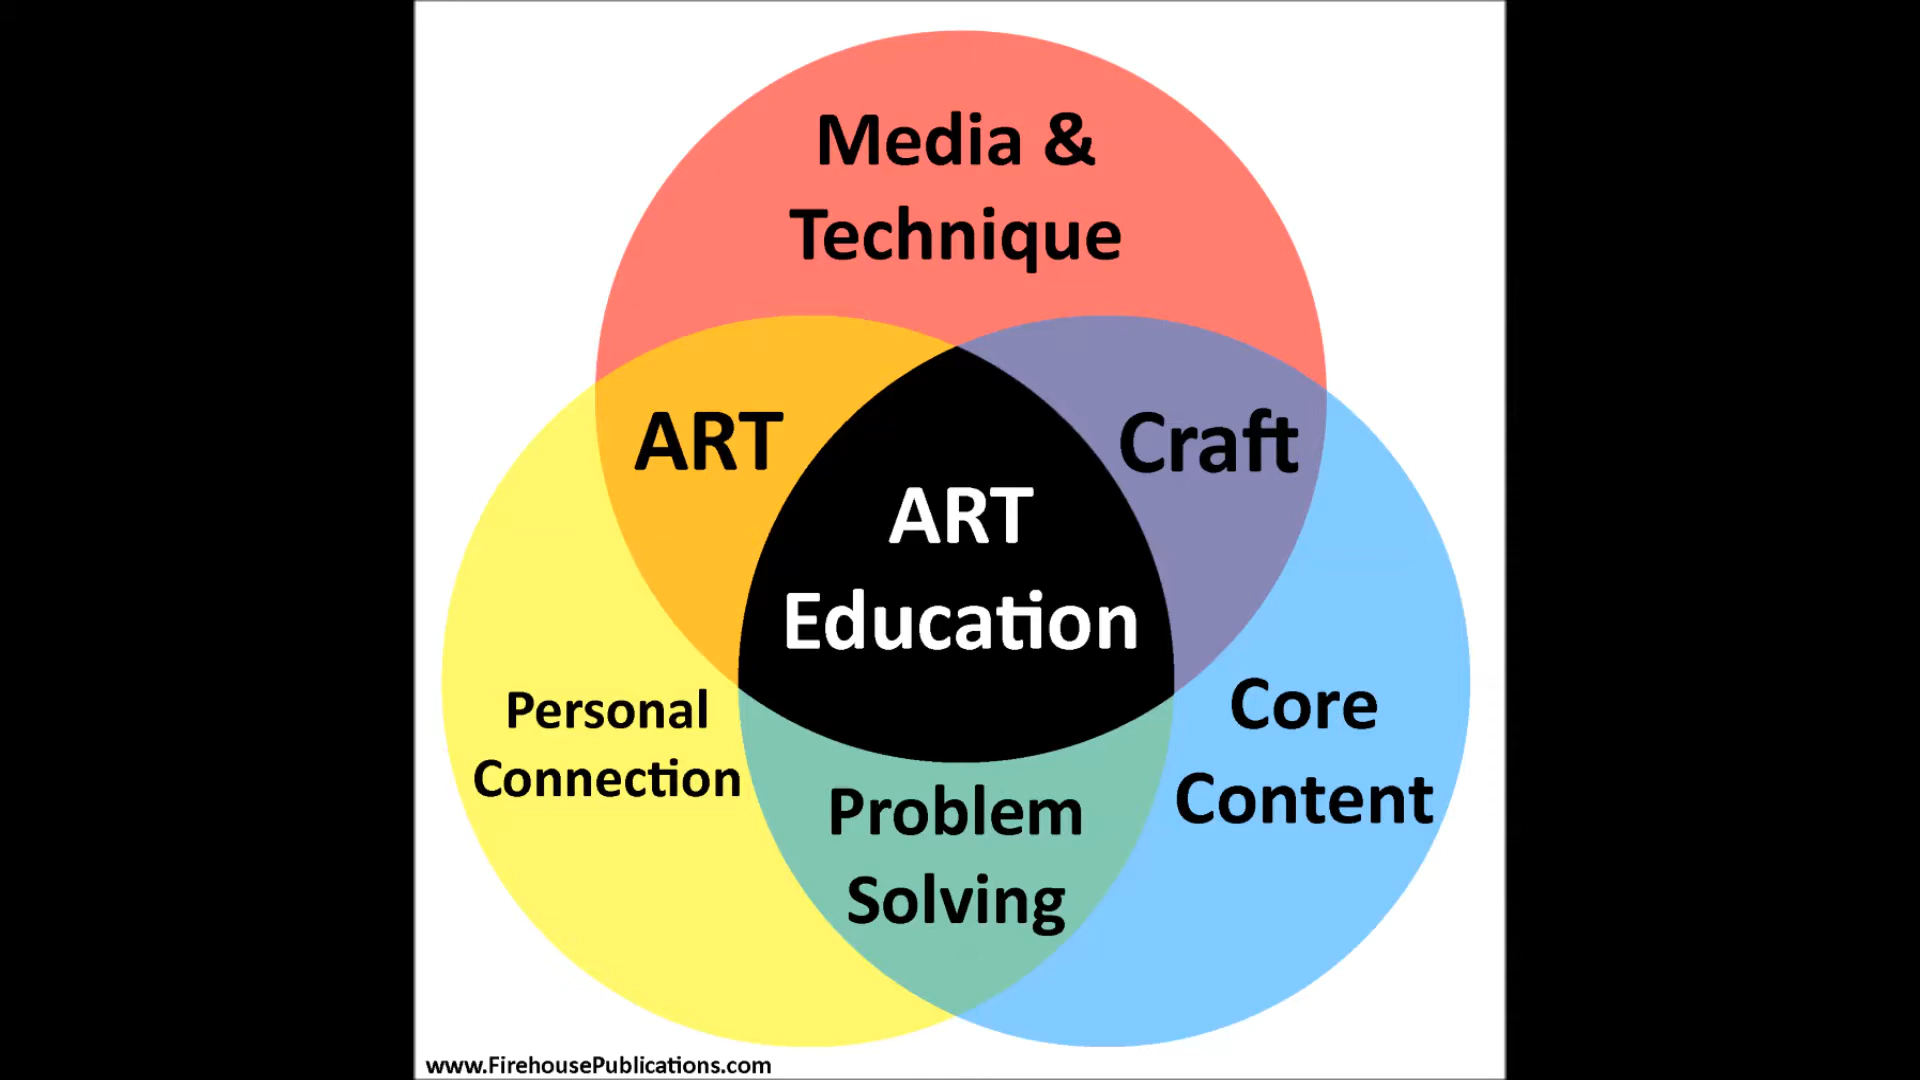 Media &
Technique
ART
Craft
ART
Education
Personal
Connection
Core
Content
Problem
Solving
www.FirehousePublications.com